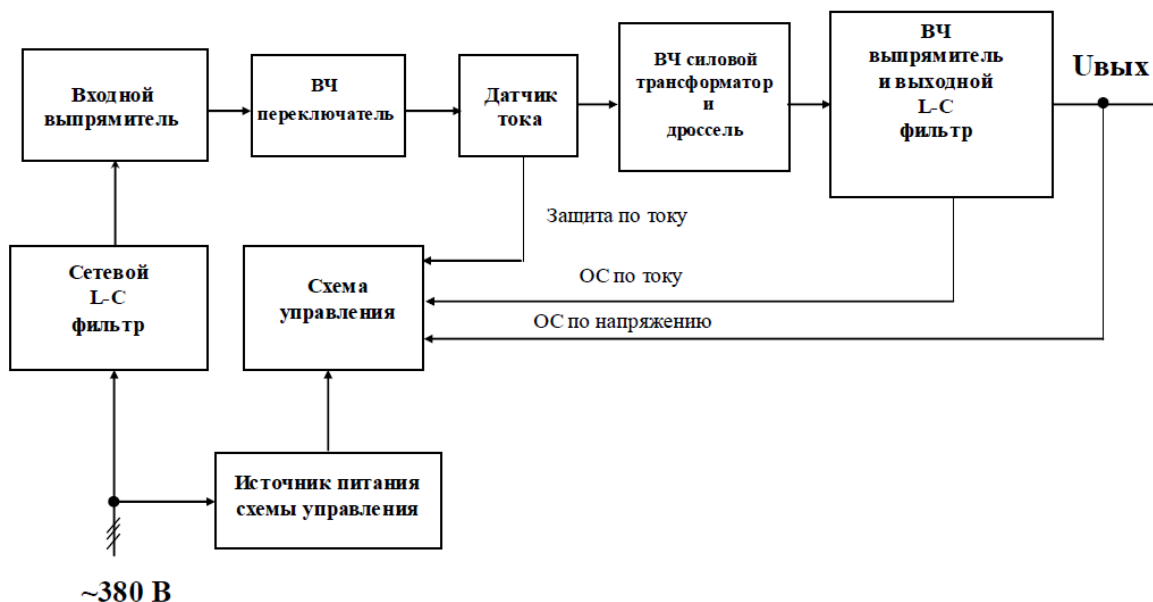 Входной
выпрямитель
ВЧ
переключатель
Датчик
тока
ВЧ силовой
трансформатор
и
дроссель
ВЧ
выпрямитель
и выходной
L-C
фильтр
Uвых
Защита по току
ОС по току
ОС по напряжению
Сетевой
L-C
фильтр
Схема
управления
Источник питания
схемы управления
~380 В